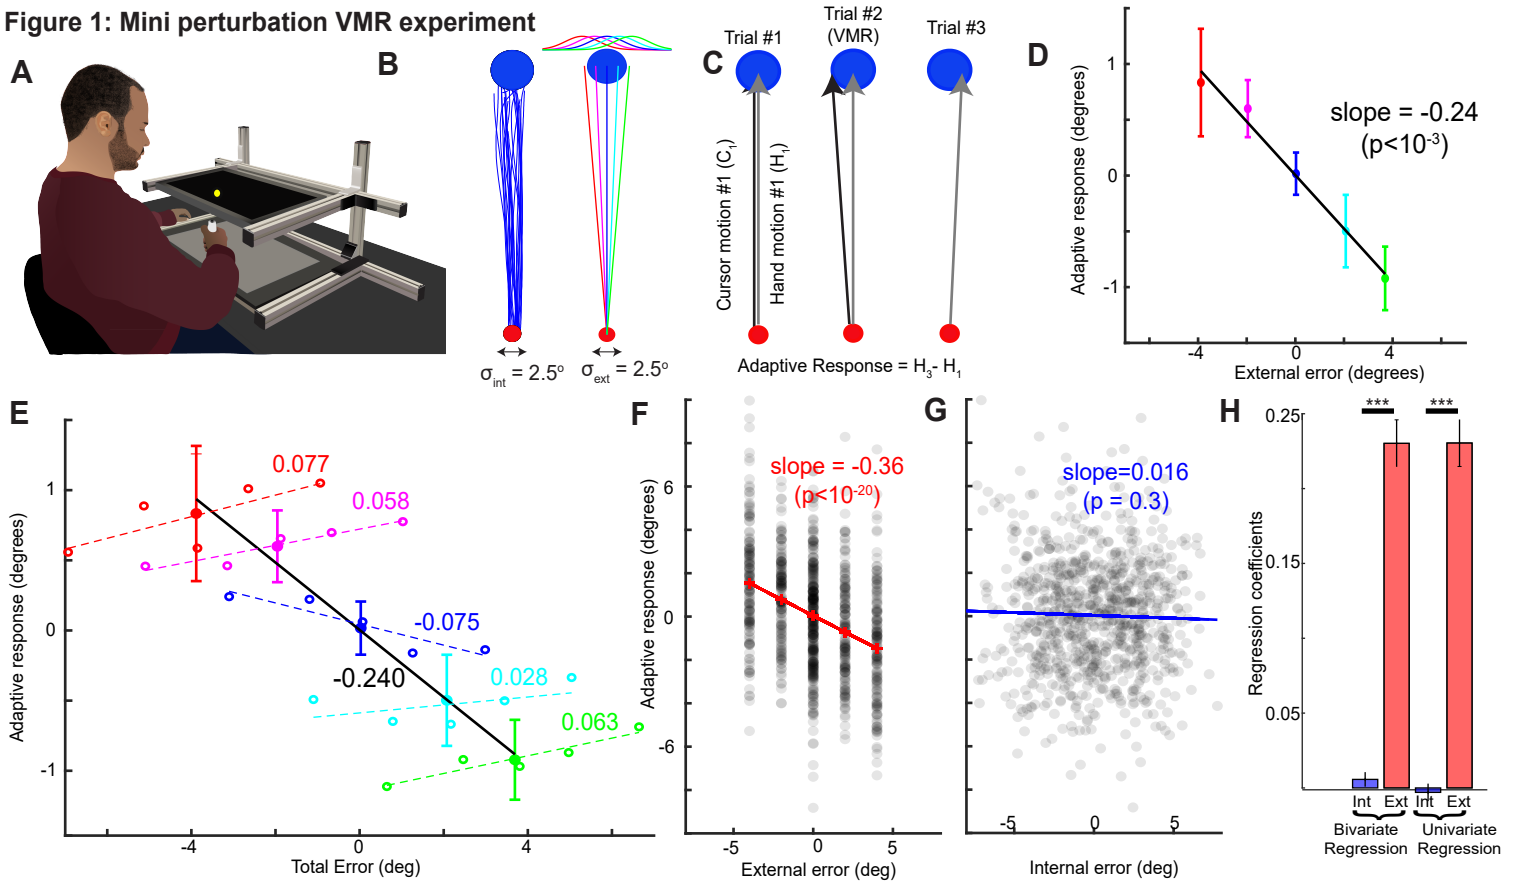 Figure 1: Mini perturbation VMR experiment
A
B
σint = 2.5o
σext = 2.5o
C
Trial #1
Trial #2
(VMR)
Trial #3
Cursor motion #1 (C1)
Hand motion #1 (H1)
Adaptive Response = H3- H1
D
Adaptive response (degrees)
1
0
-1
slope = -0.24
(p<10-3)
-4
0
4
External error (degrees)
E
Adaptive response (degrees)
1
0
-1
0.077
0.058
-0.075
-0.240
0.028
0.063
-4
0
4
Total Error (deg)
F
Adaptive response (degrees)
6
0
-6
slope = -0.36
(p<10-20)
-5
0
5
External error (deg)
G
slope=0.016
(p = 0.3)
-5
0
5
Internal error (deg)
H
Regression coefficients
0.25
0.15
0.05
***
***
Int
Ext
Int
Ext
Bivariate
Regression
Univariate
Regression